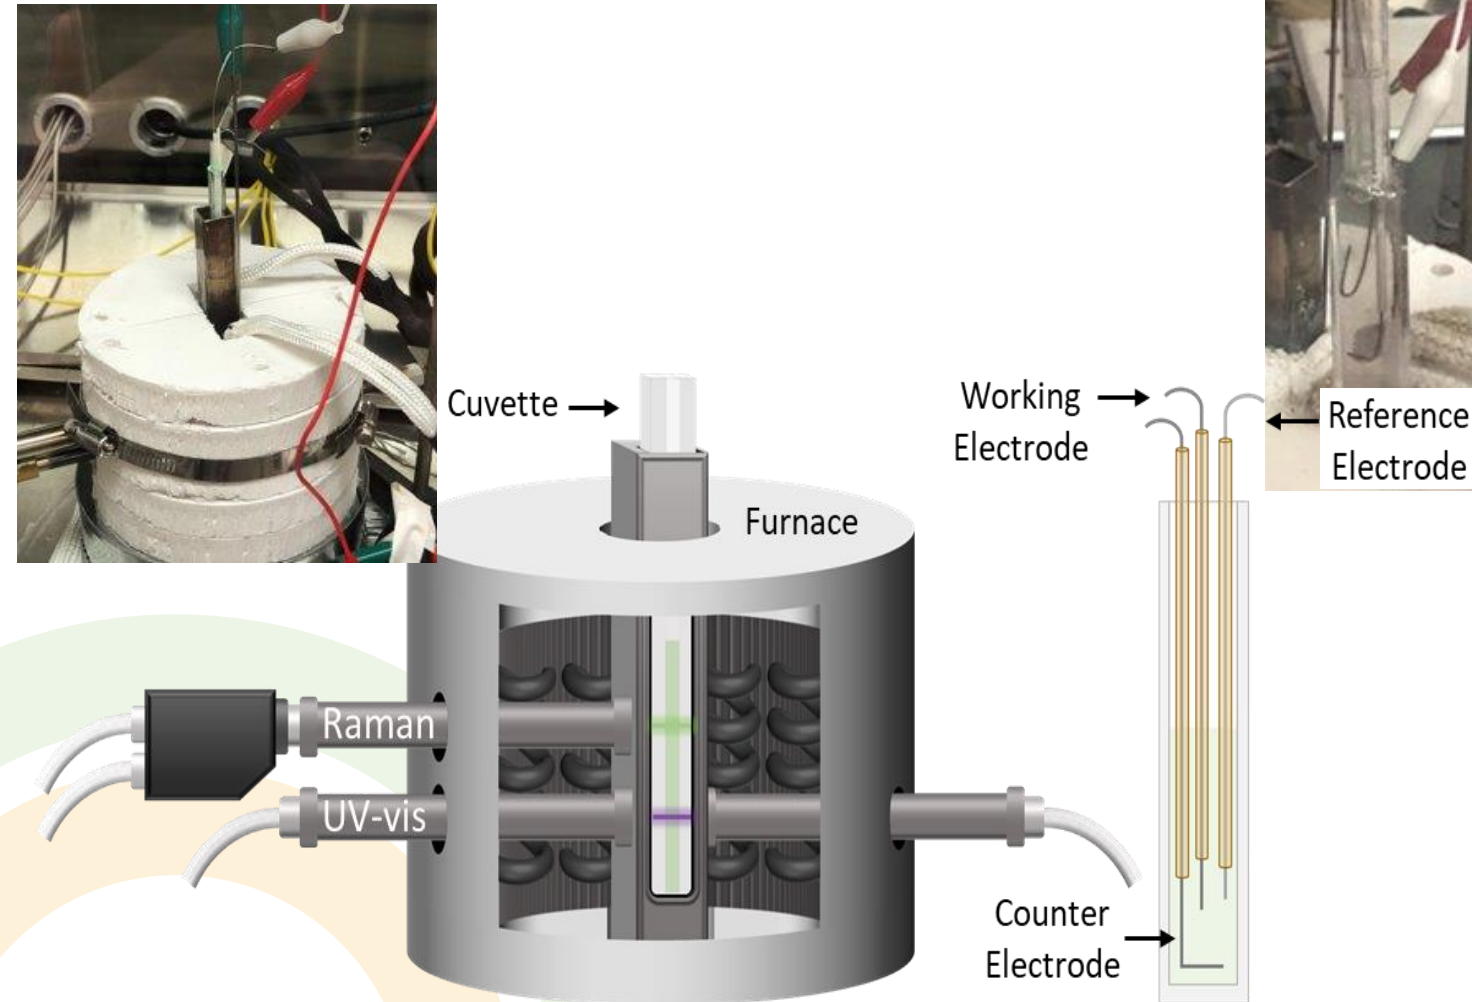 Cuvette
Furnace
Working
Electrode
Reference
Electrode
Raman
UV-vis
Counter
Electrode